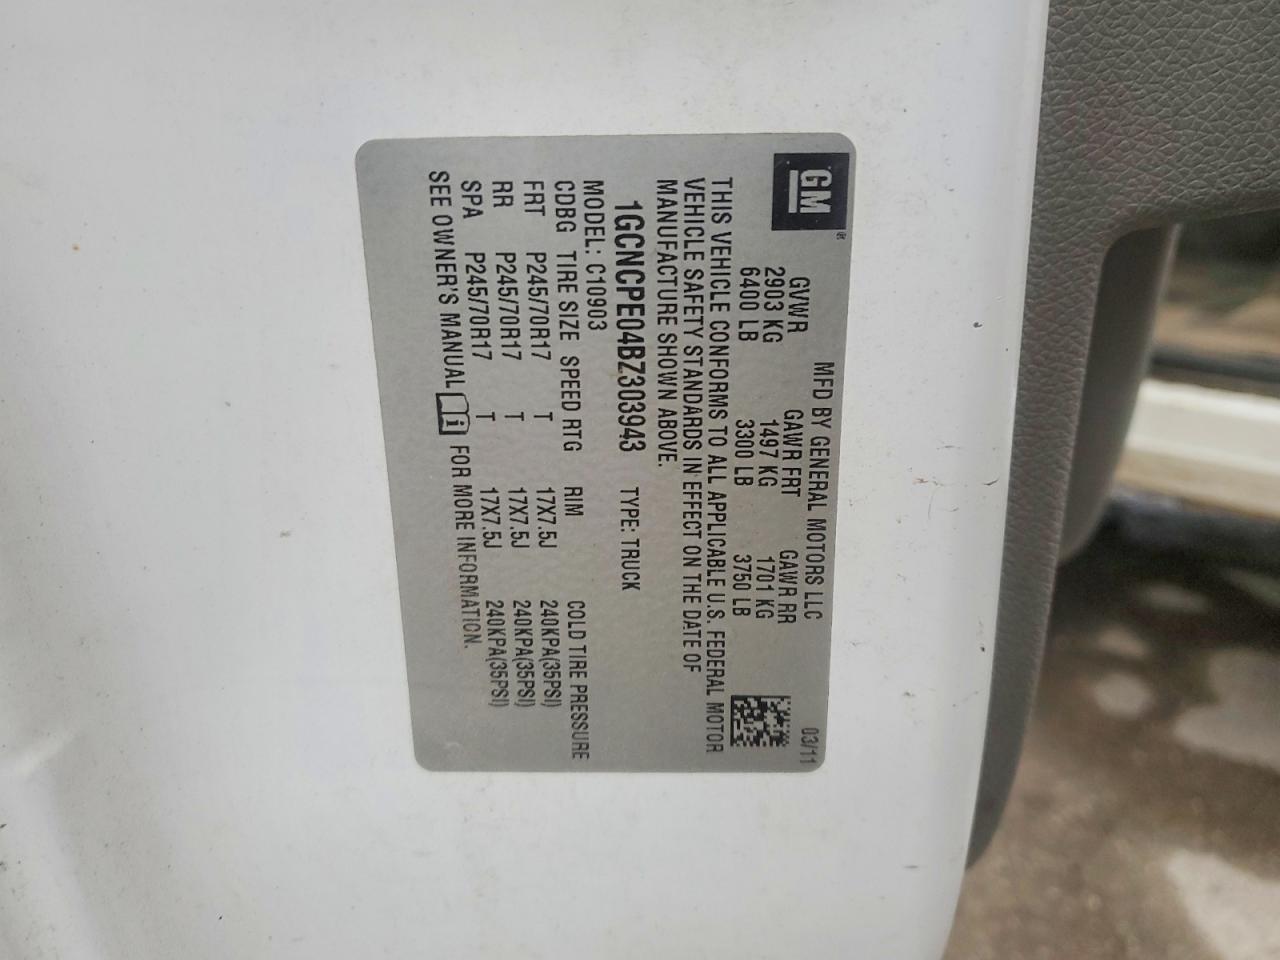 GM
MFD BY GENERAL MOTORS LLC 03/11
GVWR GAWR FRT GAWR RR
2903 KG 1497 KG 1701 KG
6400 LB 3300 LB 3750 LB
THIS VEHICLE CONFORMS TO ALL APPLICABLE U.S. FEDERAL MOTOR
VEHICLE SAFETY STANDARDS IN EFFECT ON THE DATE OF
MANUFACTURE SHOWN ABOVE.
1GCNCPE04BZ303943 TYPE: TRUCK
MODEL: C10903
CDBG TIRE SIZE SPEED RTG RIM COLD TIRE PRESSURE
FRT P245/70R17 T 17X7.5J 240KPA(35PSI)
RR P245/70R17 T 17X7.5J 240KPA(35PSI)
SPA P245/70R17 T 17X7.5J 240KPA(35PSI)
SEE OWNER'S MANUAL i FOR MORE INFORMATION.